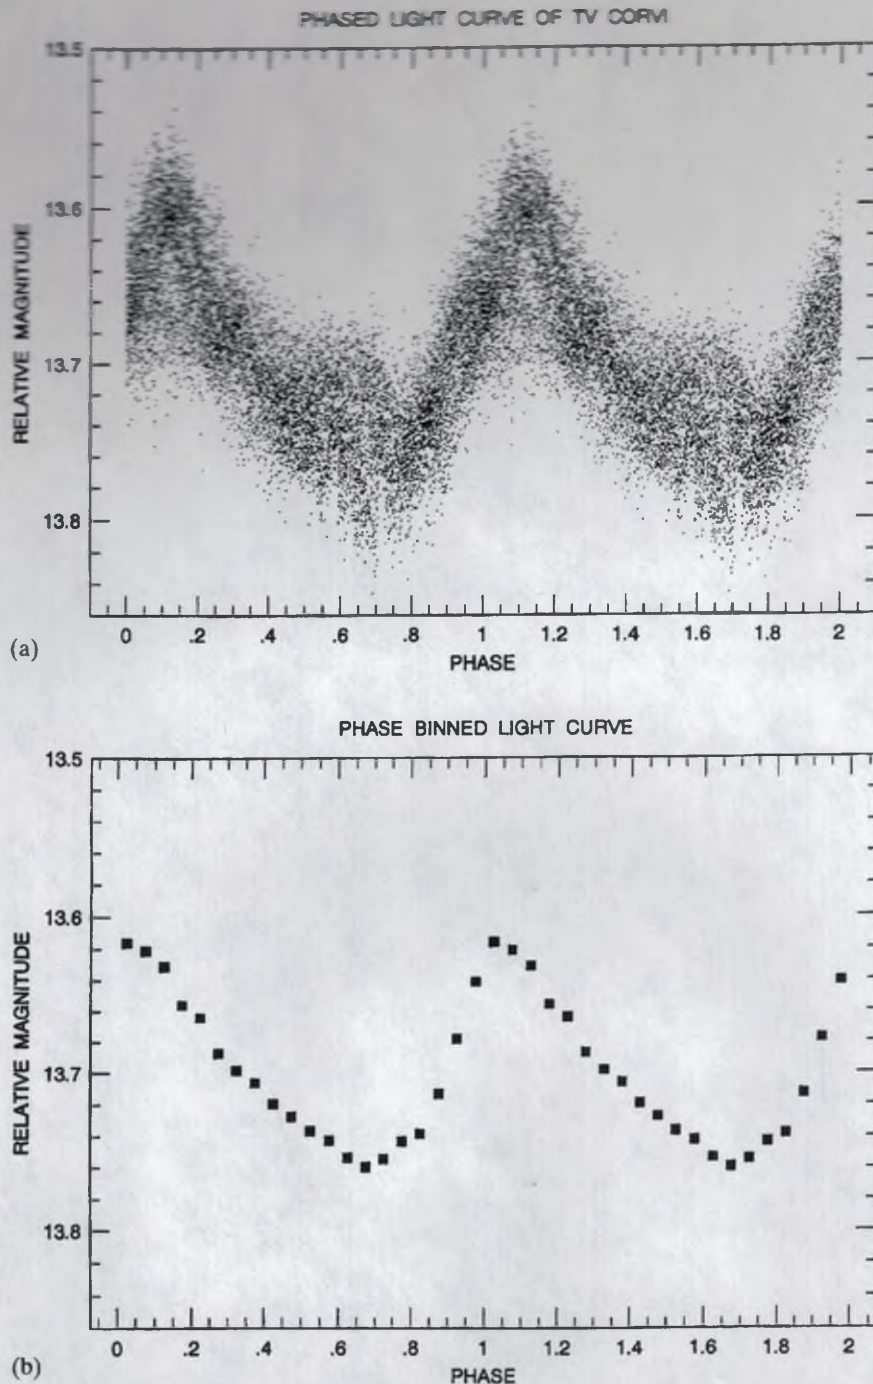 PHASED LIGHT CURVE OF TV CORVI
13.5
13.6
13.7
13.8
RELATIVE MAGNITUDE
0 .2 .4 .6 .8 1 1.2 1.4 1.6 1.8 2
PHASE
(a)
PHASE BINNED LIGHT CURVE
13.5
13.6
13.7
13.8
RELATIVE MAGNITUDE
0 .2 .4 .6 .8 1 1.2 1.4 1.6 1.8 2
PHASE
(b)